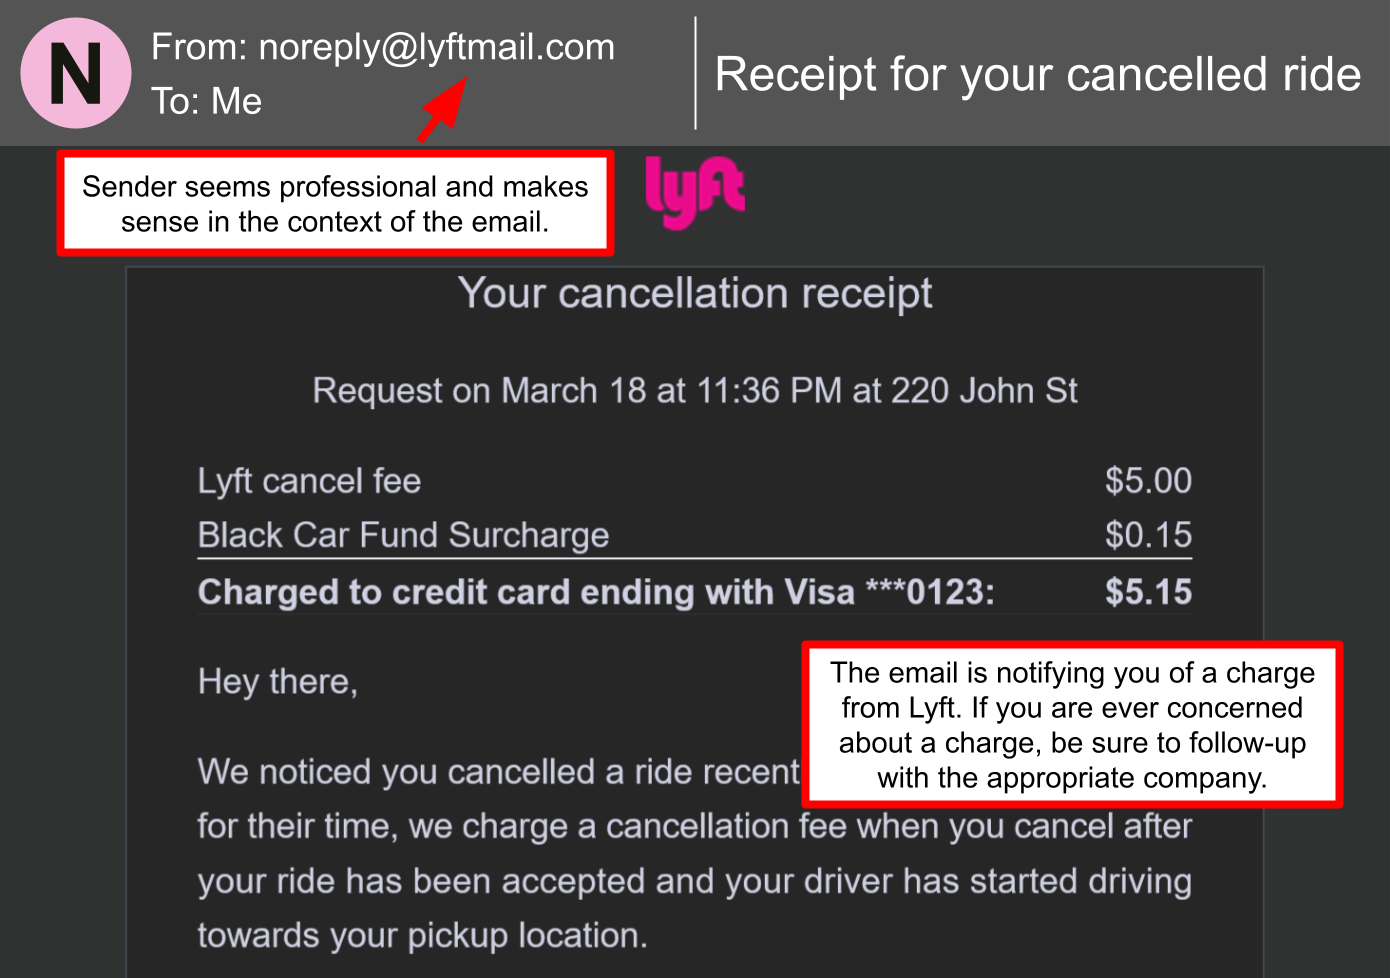 N
From: noreply@lyftmail.com
To: Me
Receipt for your cancelled ride
Sender seems professional and makes
sense in the context of the email.
lyft
Your cancellation receipt
Request on March 18 at 11:36 PM at 220 John St
Lyft cancel fee $5.00
Black Car Fund Surcharge $0.15
Charged to credit card ending with Visa ***0123: $5.15
Hey there,
The email is notifying you of a charge
from Lyft. If you are ever concerned
about a charge, be sure to follow-up
with the appropriate company.
We noticed you cancelled a ride recent
for their time, we charge a cancellation fee when you cancel after
your ride has been accepted and your driver has started driving
towards your pickup location.